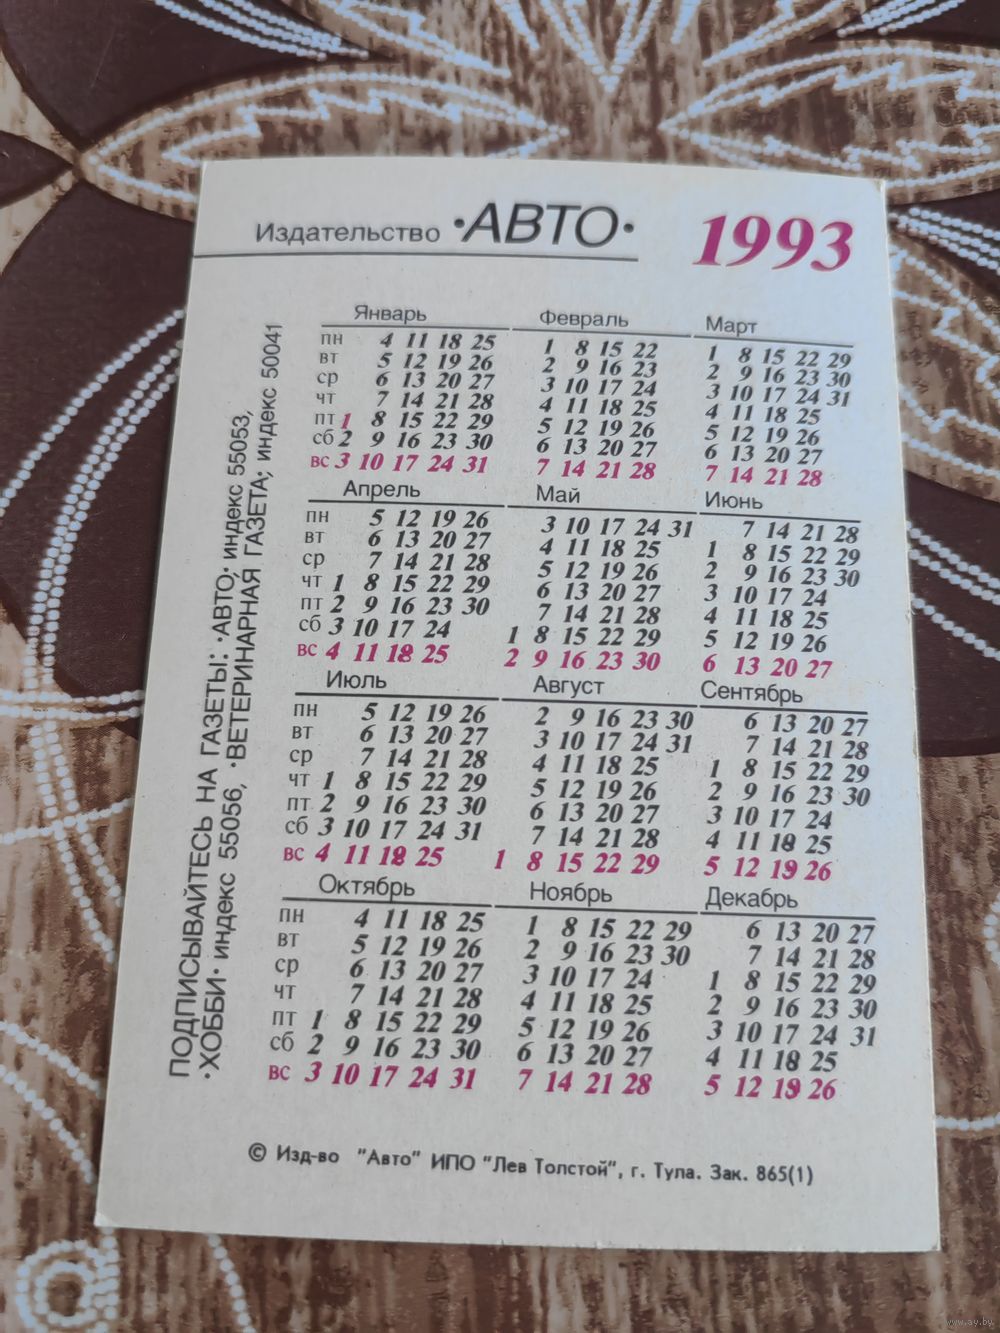 Издательство •АВТО• 1993
ПОДПИСЫВАЙТЕСЬ НА ГАЗЕТЫ: •АВТО• индекс 55053,
•ХОББИ• индекс 55056, •ВЕТЕРИНАРНАЯ ГАЗЕТА; индекс 50041
Январь Февраль Март
пн 4 11 18 25 1 8 15 22 1 8 15 22 29
вт 5 12 19 26 2 9 16 23 2 9 16 23 30
ср 6 13 20 27 3 10 17 24 3 10 17 24 31
чт 7 14 21 28 4 11 18 25 4 11 18 25
пт 1 8 15 22 29 5 12 19 26 5 12 19 26
сб 2 9 16 23 30 6 13 20 27 6 13 20 27
вс 3 10 17 24 31 7 14 21 28 7 14 21 28
Апрель Май Июнь
пн 5 12 19 26 3 10 17 24 31 7 14 21 28
вт 6 13 20 27 4 11 18 25 1 8 15 22 29
ср 7 14 21 28 5 12 19 26 2 9 16 23 30
чт 1 8 15 22 29 6 13 20 27 3 10 17 24
пт 2 9 16 23 30 7 14 21 28 4 11 18 25
сб 3 10 17 24 1 8 15 22 29 5 12 19 26
вс 4 11 18 25 2 9 16 23 30 6 13 20 27
Июль Август Сентябрь
пн 5 12 19 26 2 9 16 23 30 6 13 20 27
вт 6 13 20 27 3 10 17 24 31 7 14 21 28
ср 7 14 21 28 4 11 18 25 1 8 15 22 29
чт 1 8 15 22 29 5 12 19 26 2 9 16 23 30
пт 2 9 16 23 30 6 13 20 27 3 10 17 24
сб 3 10 17 24 31 7 14 21 28 4 11 18 25
вс 4 11 18 25 1 8 15 22 29 5 12 19 26
Октябрь Ноябрь Декабрь
пн 4 11 18 25 1 8 15 22 29 6 13 20 27
вт 5 12 19 26 2 9 16 23 30 7 14 21 28
ср 6 13 20 27 3 10 17 24 1 8 15 22 29
чт 7 14 21 28 4 11 18 25 2 9 16 23 30
пт 1 8 15 22 29 5 12 19 26 3 10 17 24 31
сб 2 9 16 23 30 6 13 20 27 4 11 18 25
вс 3 10 17 24 31 7 14 21 28 5 12 19 26
© Изд-во "Авто" ИПО "Лев Толстой", г. Тула. Зак. 865(1)
www.ay.by